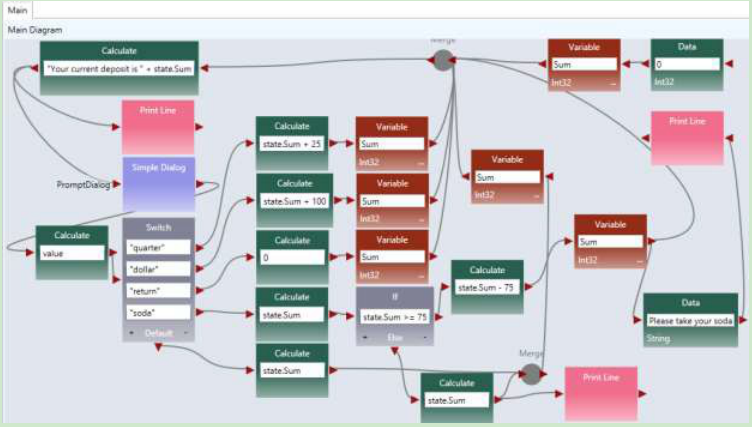 Main
Main Diagram
Merge
Calculate
"Your current deposit is " + state.Sum
Variable
Sum
Int32
...
Data
0
Int32
Print Line
Print Line
Simple Dialog
PromptDialog
Calculate
state.Sum + 25
Variable
Sum
Int32
...
Calculate
state.Sum + 100
Variable
Sum
Int32
...
Variable
Sum
Int32
...
Calculate
value
Switch
"quarter"
"dollar"
"return"
"soda"
+ Default -
Calculate
0
Variable
Sum
Int32
...
Variable
Sum
Int32
...
Calculate
state.Sum
If
state.Sum >= 75
+ Else -
Calculate
state.Sum - 75
Data
Please take your soda
String
Calculate
state.Sum
Merge
Calculate
state.Sum
Print Line